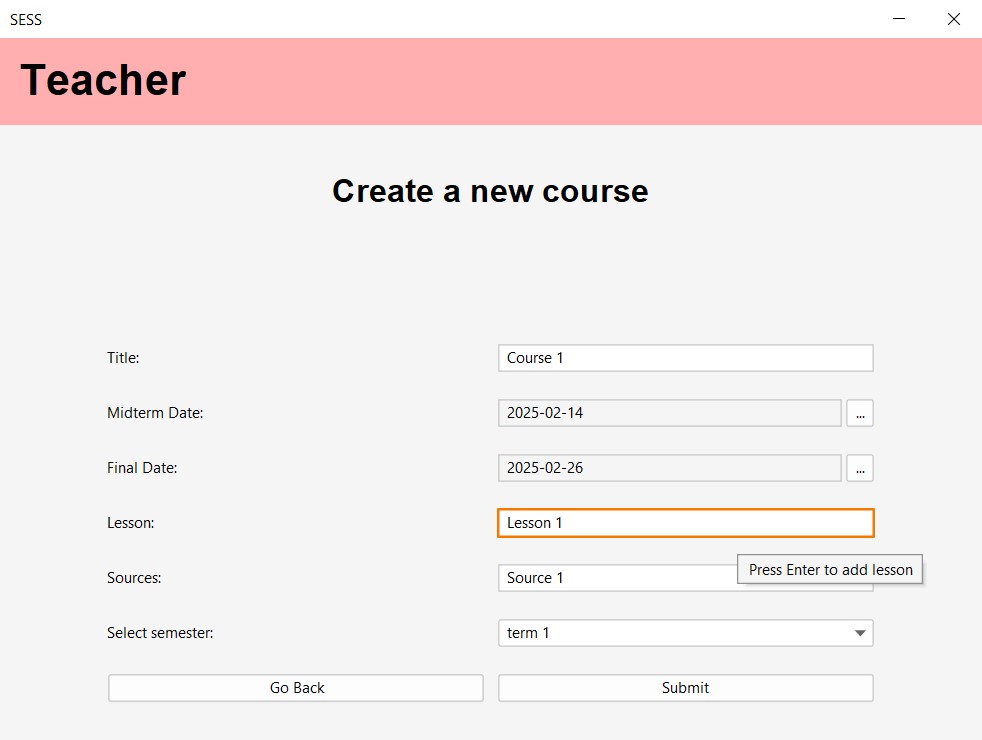 SESS
Teacher
Create a new course
Title: Course 1
Midterm Date: 2025-02-14 ...
Final Date: 2025-02-26 ...
Lesson: Lesson 1
Press Enter to add lesson
Sources: Source 1
Select semester: term 1
Go Back Submit